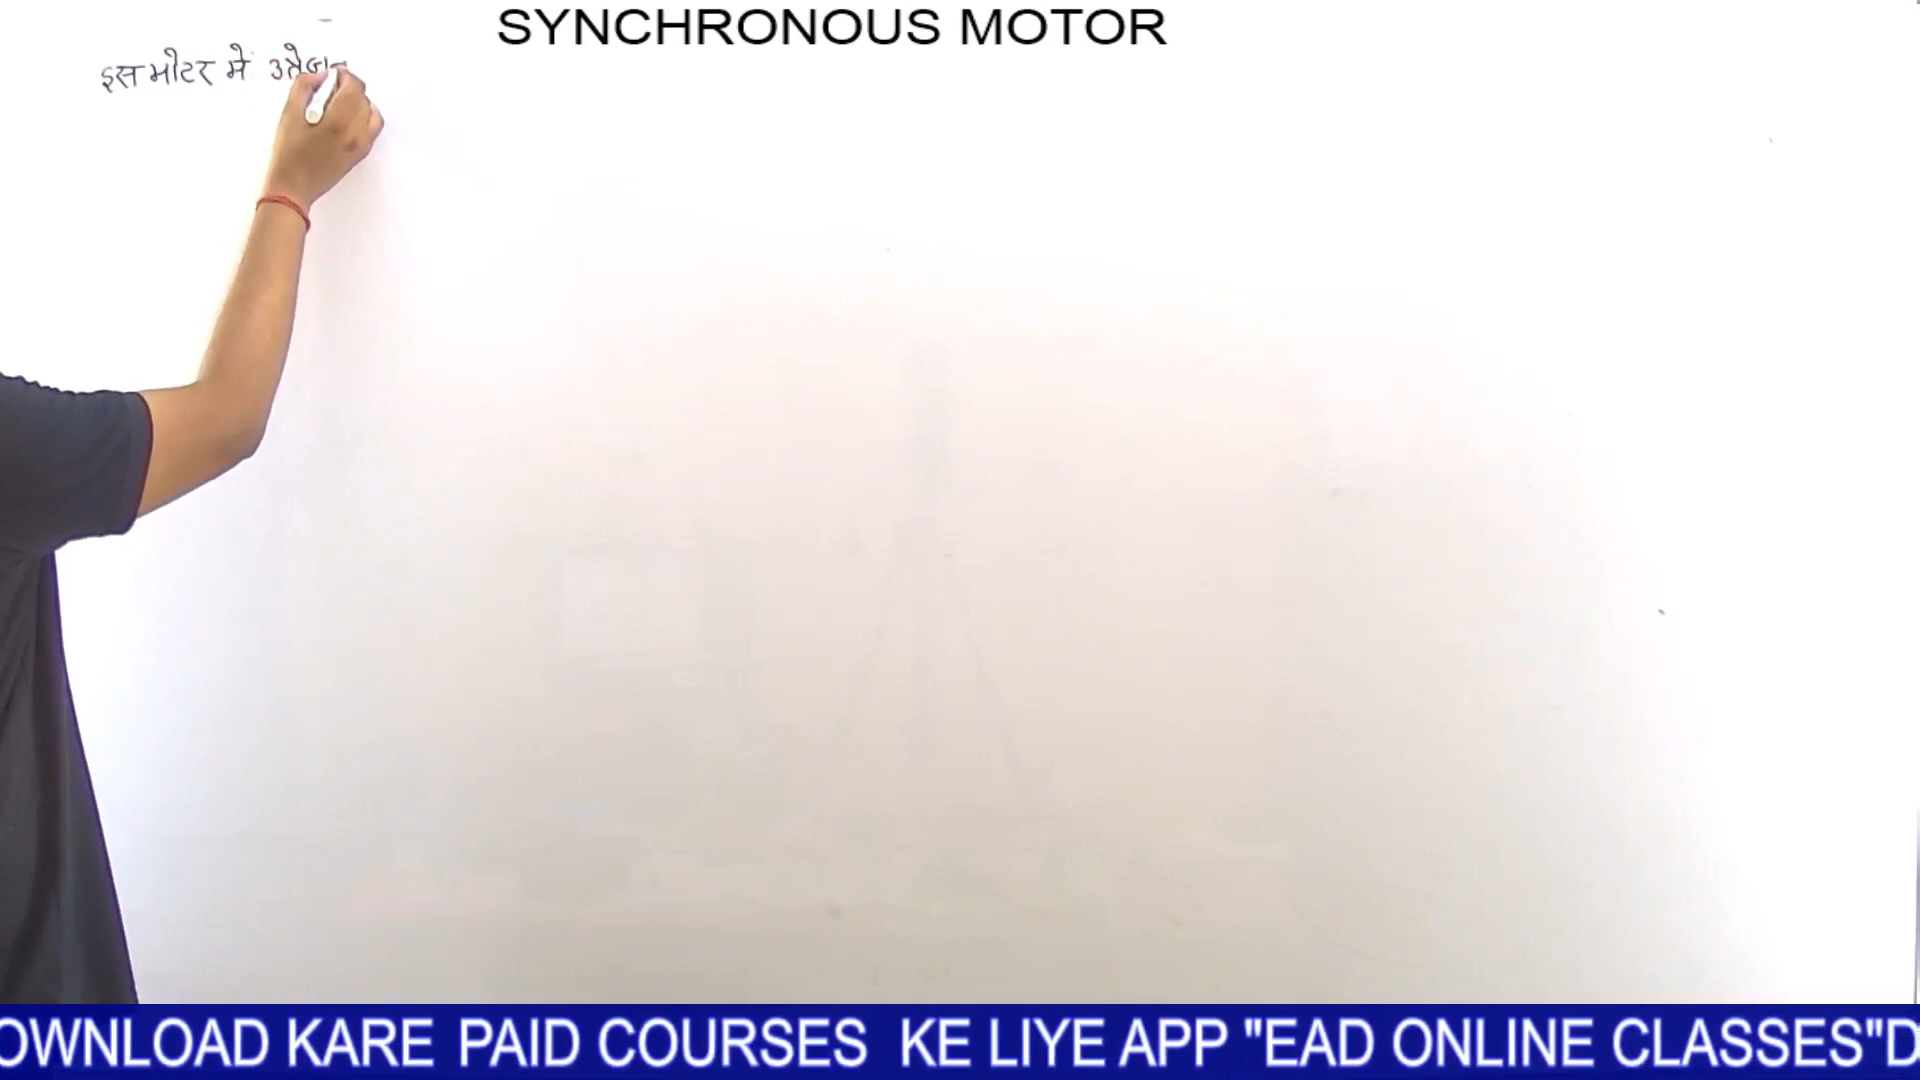 SYNCHRONOUS MOTOR
इस मोटर में
OWNLOAD KARE PAID COURSES KE LIYE APP "EAD ONLINE CLASSES"D